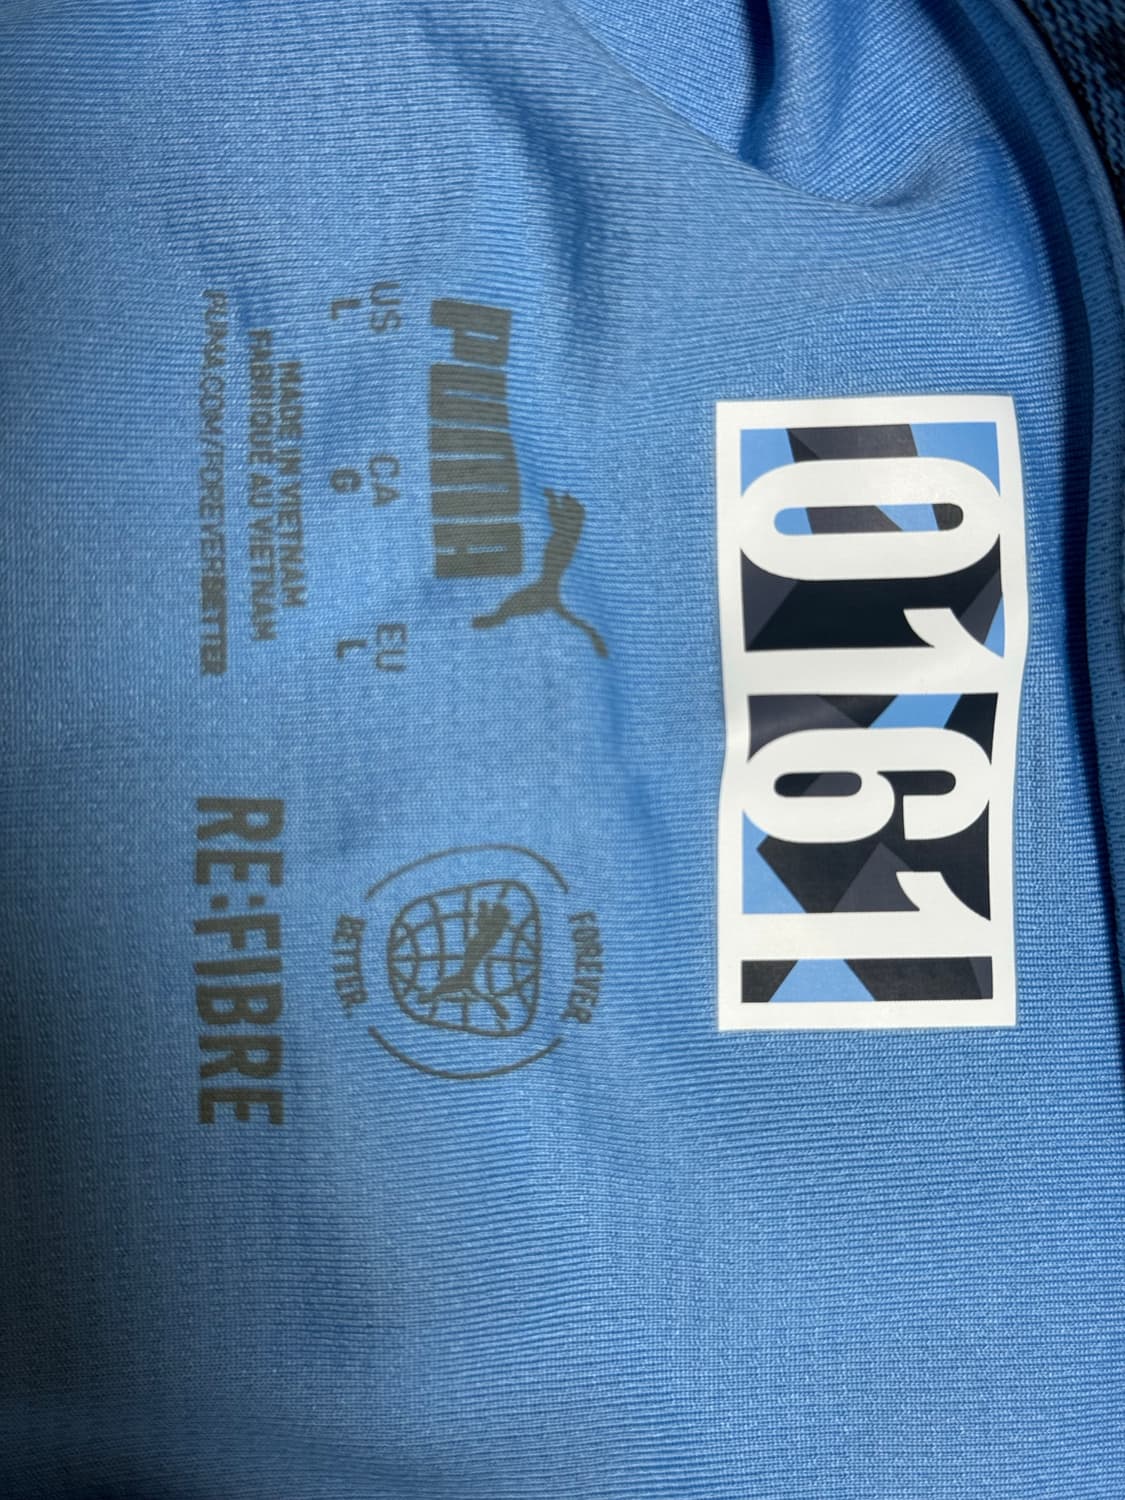 0161
PUMA
US CA EU
L G L
MADE IN VIETNAM
FABRIQUÉ AU VIETNAM
PUMA.COM/FOREVERBETTER
FOREVER
BETTER.
RE:FIBRE